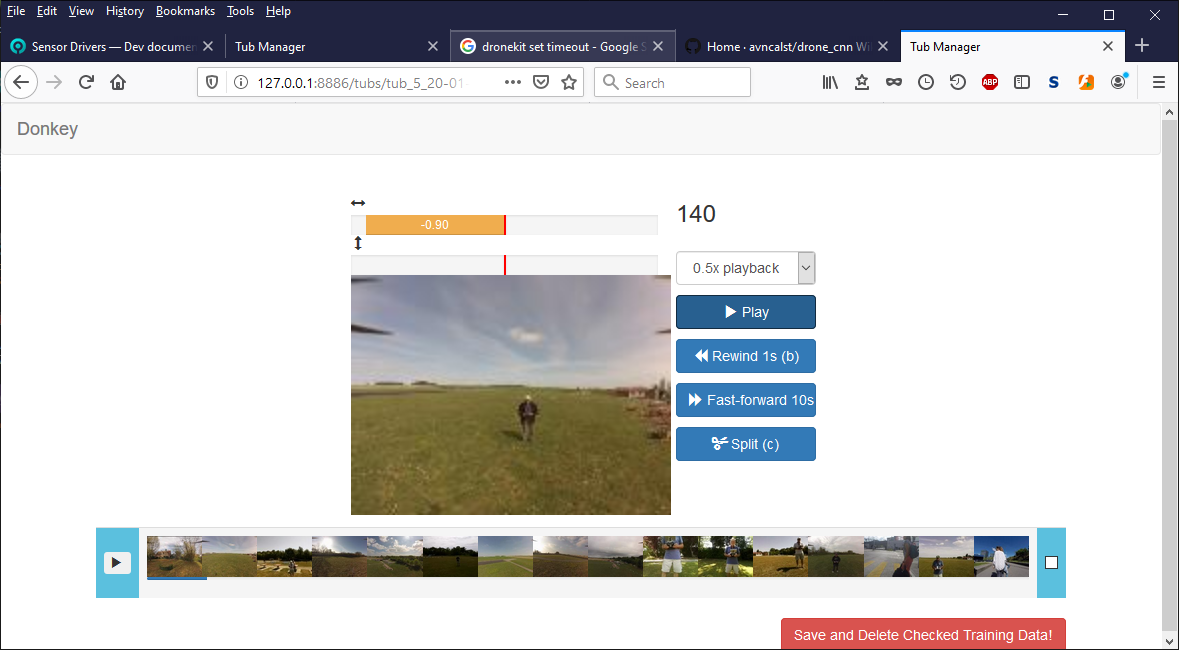 File Edit View History Bookmarks Tools Help
Sensor Drivers — Dev documen
Tub Manager
dronekit set timeout - Google S
Home · avncalst/drone_cnn Wi
Tub Manager
127.0.0.1:8886/tubs/tub_5_20-01-
Search
ABP
S
Donkey
-0.90
140
0.5x playback
Play
Rewind 1s (b)
Fast-forward 10s
Split (c)
Save and Delete Checked Training Data!